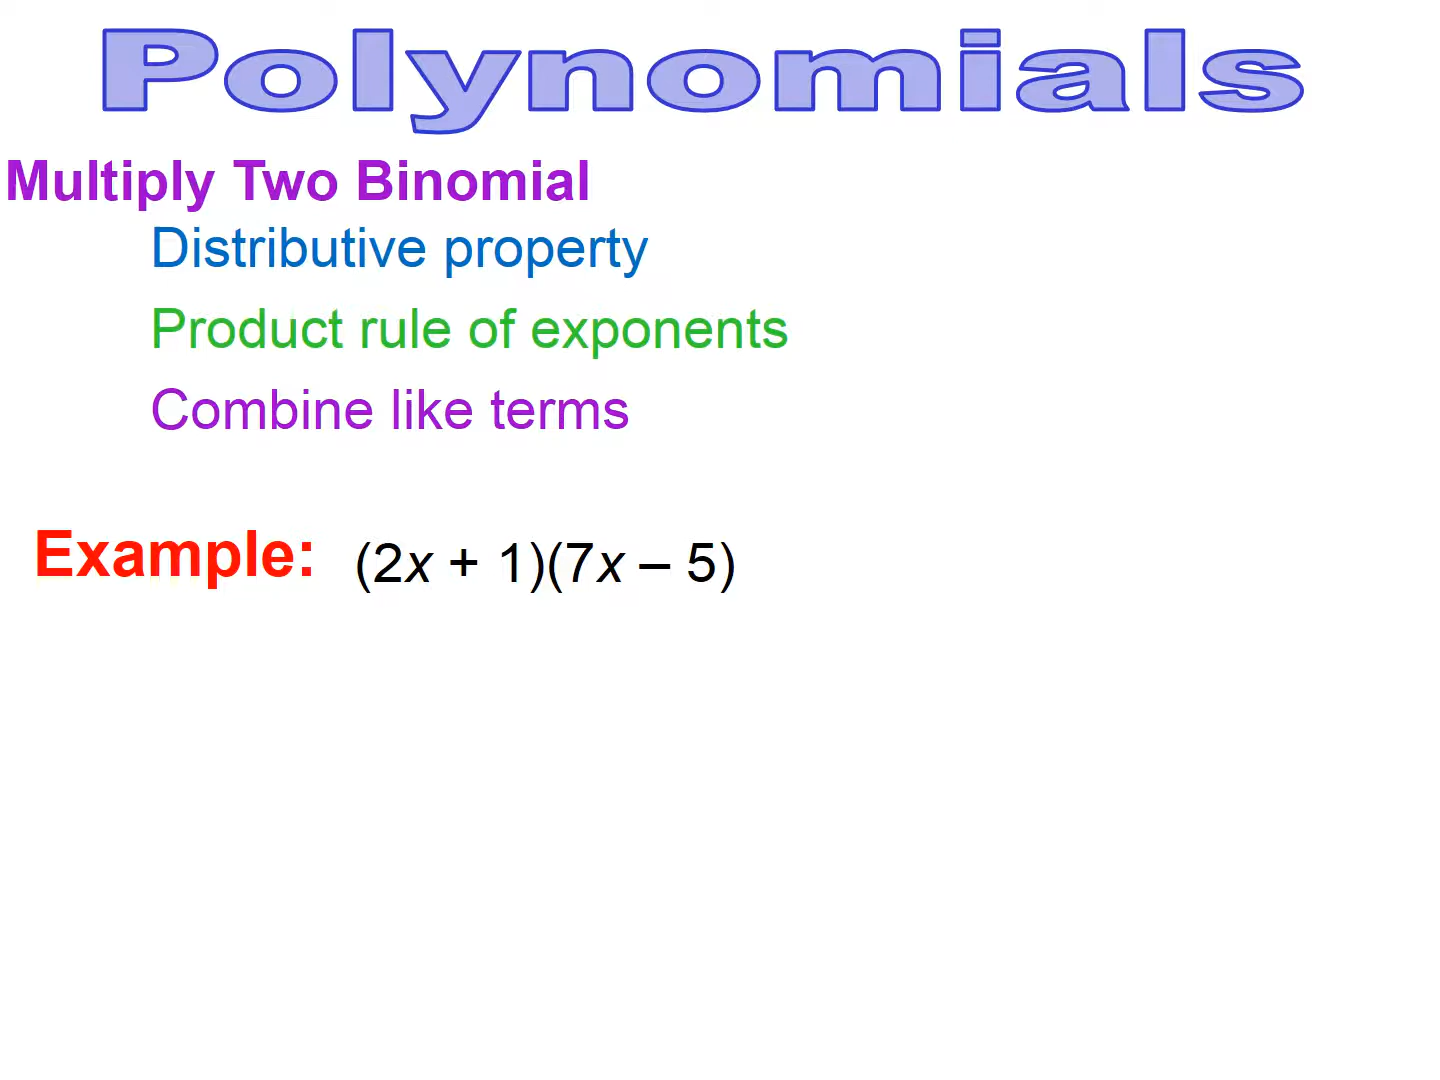 Polynomials
Multiply Two Binomial
Distributive property
Product rule of exponents
Combine like terms
Example: (2x + 1)(7x – 5)